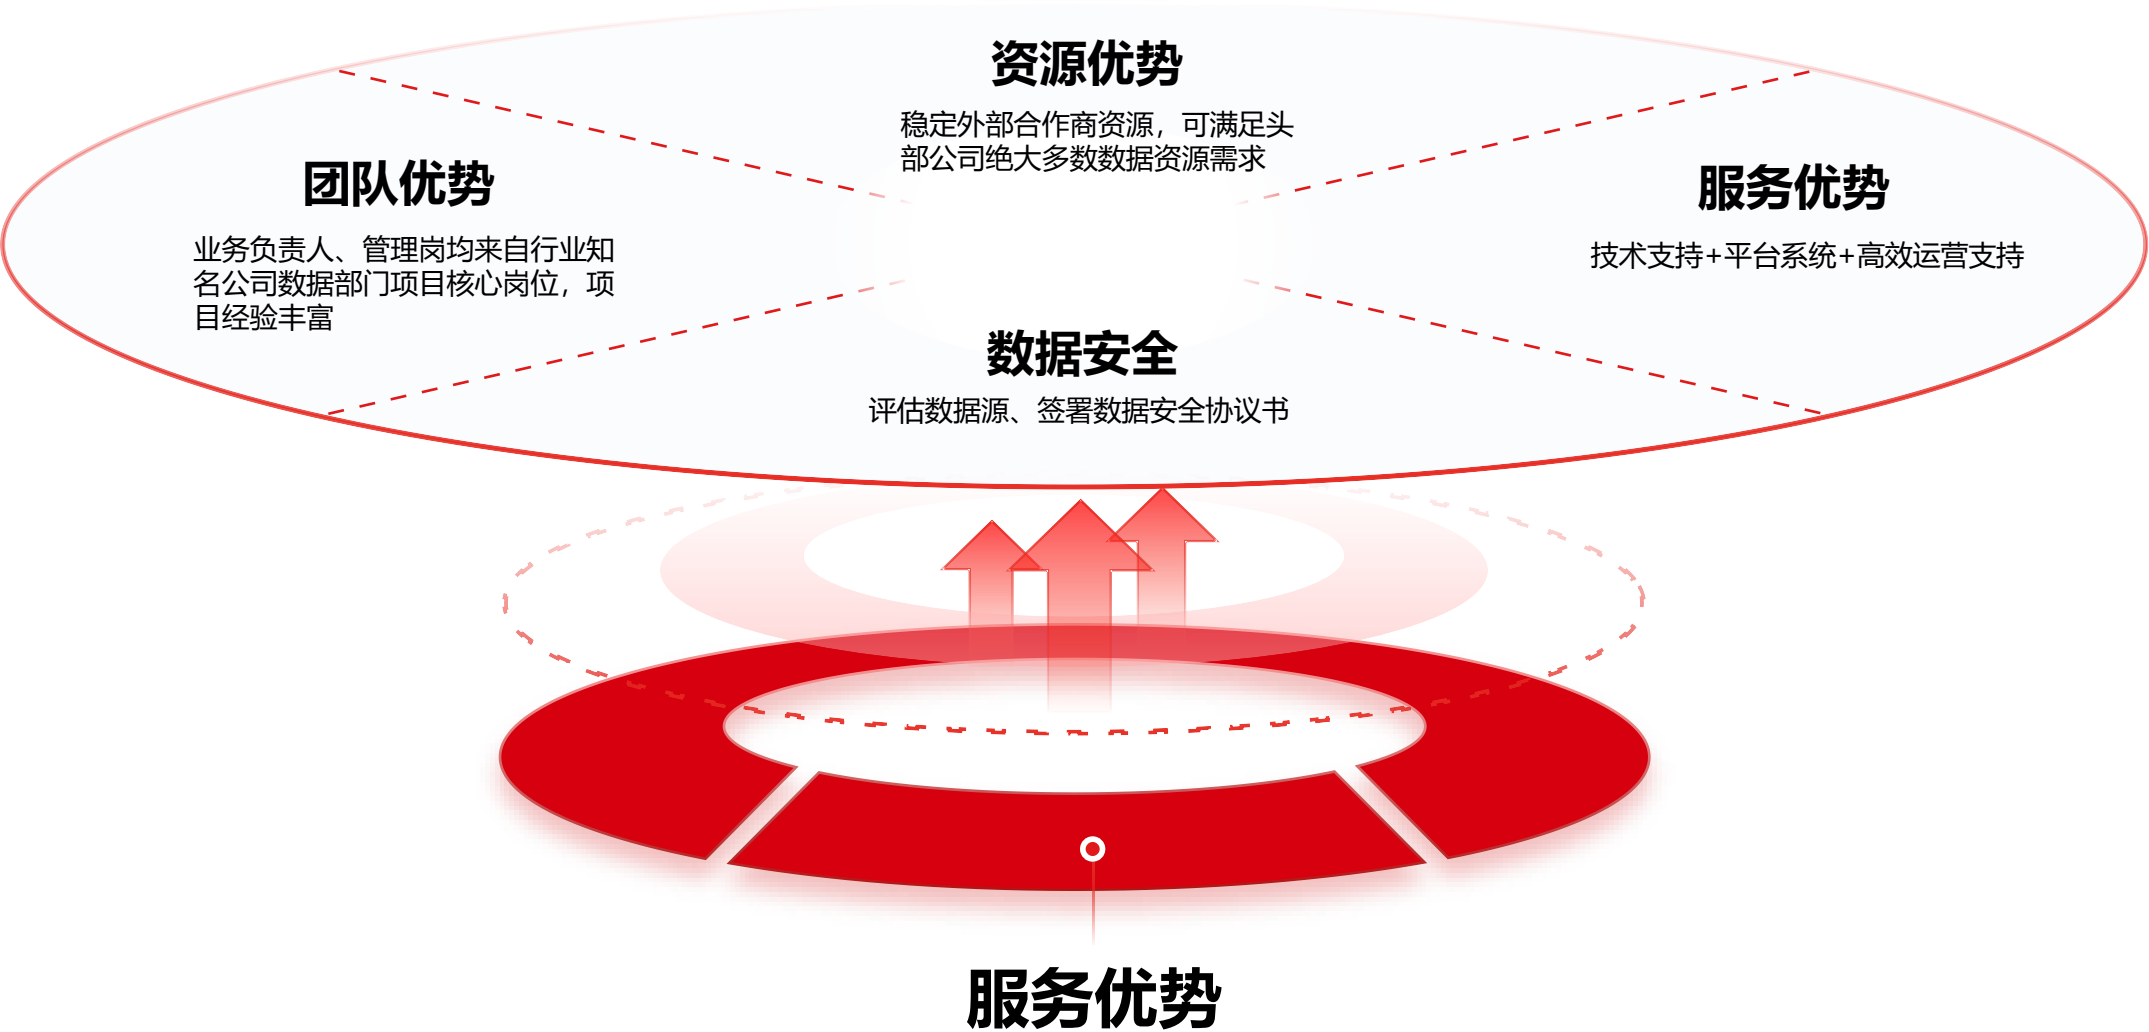 资源优势
稳定外部合作商资源，可满足头
部公司绝大多数数据资源需求
团队优势
业务负责人、管理岗均来自行业知
名公司数据部门项目核心岗位，项
目经验丰富
服务优势
技术支持+平台系统+高效运营支持
数据安全
评估数据源、签署数据安全协议书
服务优势